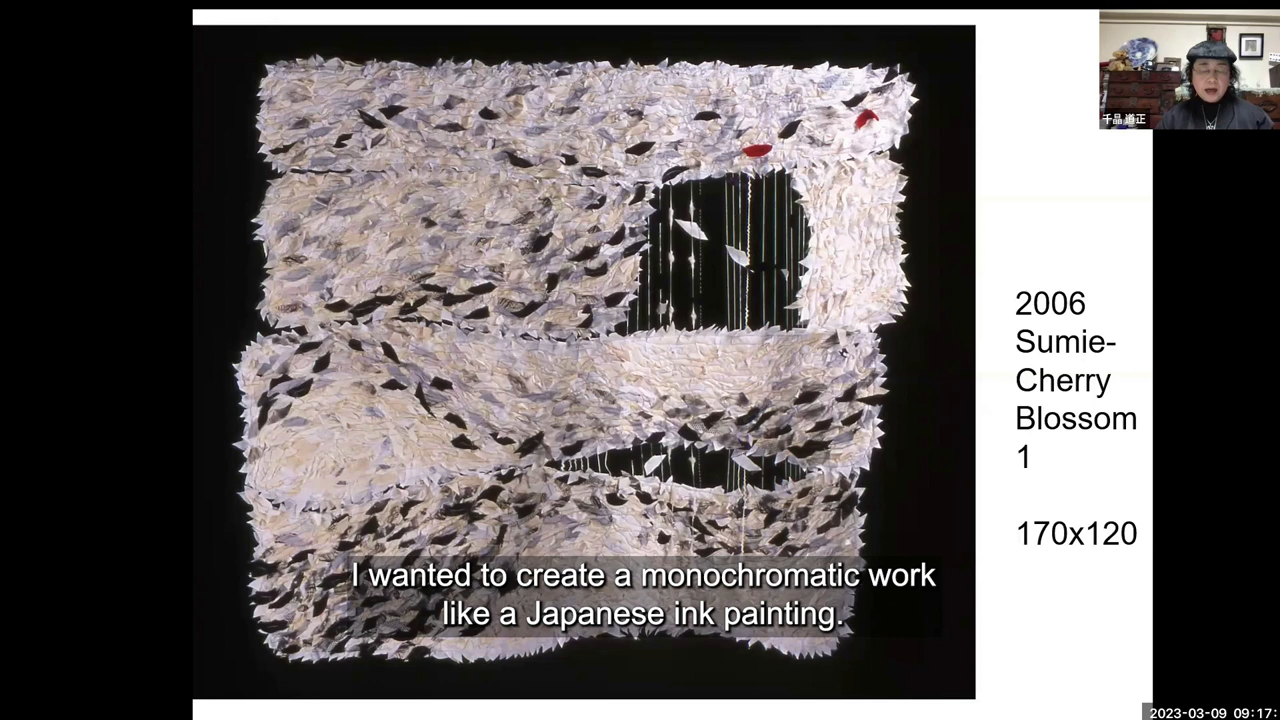 千品 道正
2006
Sumie-
Cherry
Blossom
1
170x120
I wanted to create a monochromatic work
like a Japanese ink painting.
2023-03-09 09:17: